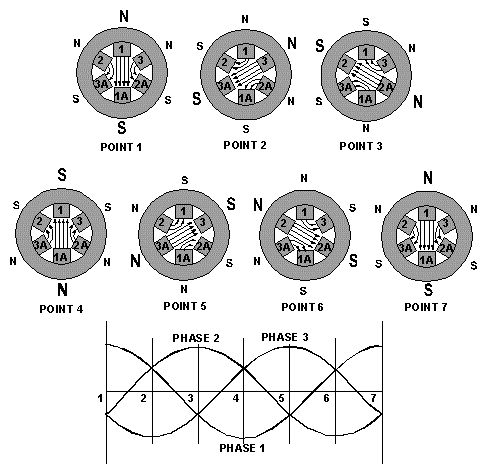 N N S
N N S N S N
1 1 1
2 3 2 3 2 3
3A 2A 3A 2A 3A 2A
1A 1A 1A
S S S N S N
S S N
POINT 1 POINT 2 POINT 3
S S N N
S S N S N S N N
1 1 1 1
2 3 2 3 2 3 2 3
3A 2A 3A 2A 3A 2A 3A 2A
1A 1A 1A 1A
N N N S N S S S
N N S S
POINT 4 POINT 5 POINT 6 POINT 7
PHASE 2 PHASE 3
1 2 3 4 5 6 7
PHASE 1